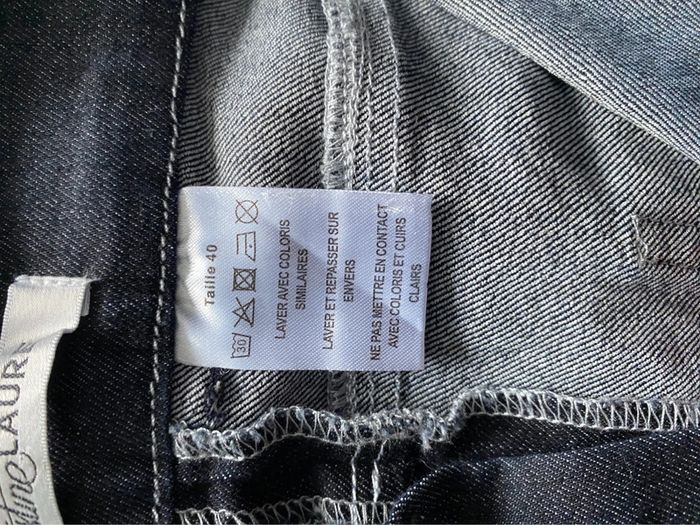 Taille 40
30
LAVER AVEC COLORIS
SIMILAIRES
LAVER ET REPASSER SUR
ENVERS
NE PAS METTRE EN CONTACT
AVEC COLORIS ET CUIRS
CLAIRS